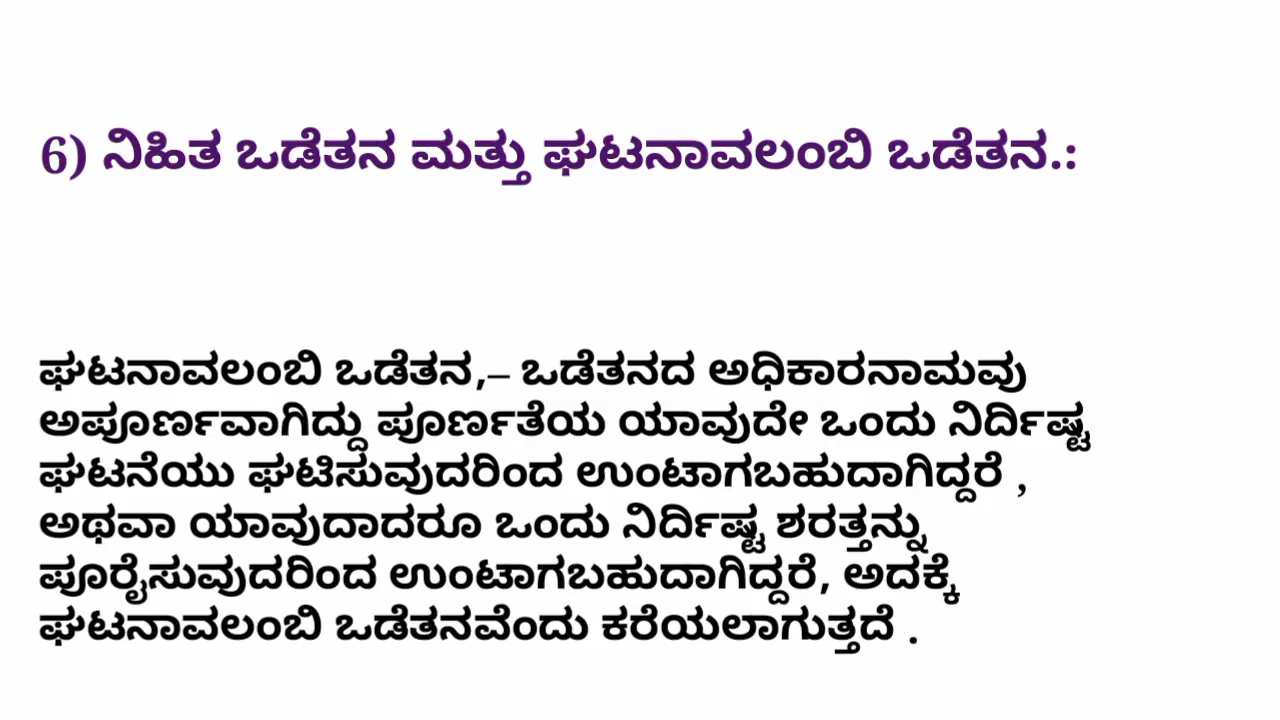 6) ನಿಹಿತ ಒಡೆತನ ಮತ್ತು ಘಟನಾವಲಂಬಿ ಒಡೆತನ.:
ಘಟನಾವಲಂಬಿ ಒಡೆತನ,– ಒಡೆತನದ ಅಧಿಕಾರನಾಮವು
ಅಪೂರ್ಣವಾಗಿದ್ದು ಪೂರ್ಣತೆಯ ಯಾವುದೇ ಒಂದು ನಿರ್ದಿಷ್ಟ
ಘಟನೆಯು ಘಟಿಸುವುದರಿಂದ ಉಂಟಾಗಬಹುದಾಗಿದ್ದರೆ ,
ಅಥವಾ ಯಾವುದಾದರೂ ಒಂದು ನಿರ್ದಿಷ್ಟ ಶರತ್ತನ್ನು
ಪೂರೈಸುವುದರಿಂದ ಉಂಟಾಗಬಹುದಾಗಿದ್ದರೆ, ಅದಕ್ಕೆ
ಘಟನಾವಲಂಬಿ ಒಡೆತನವೆಂದು ಕರೆಯಲಾಗುತ್ತದೆ .